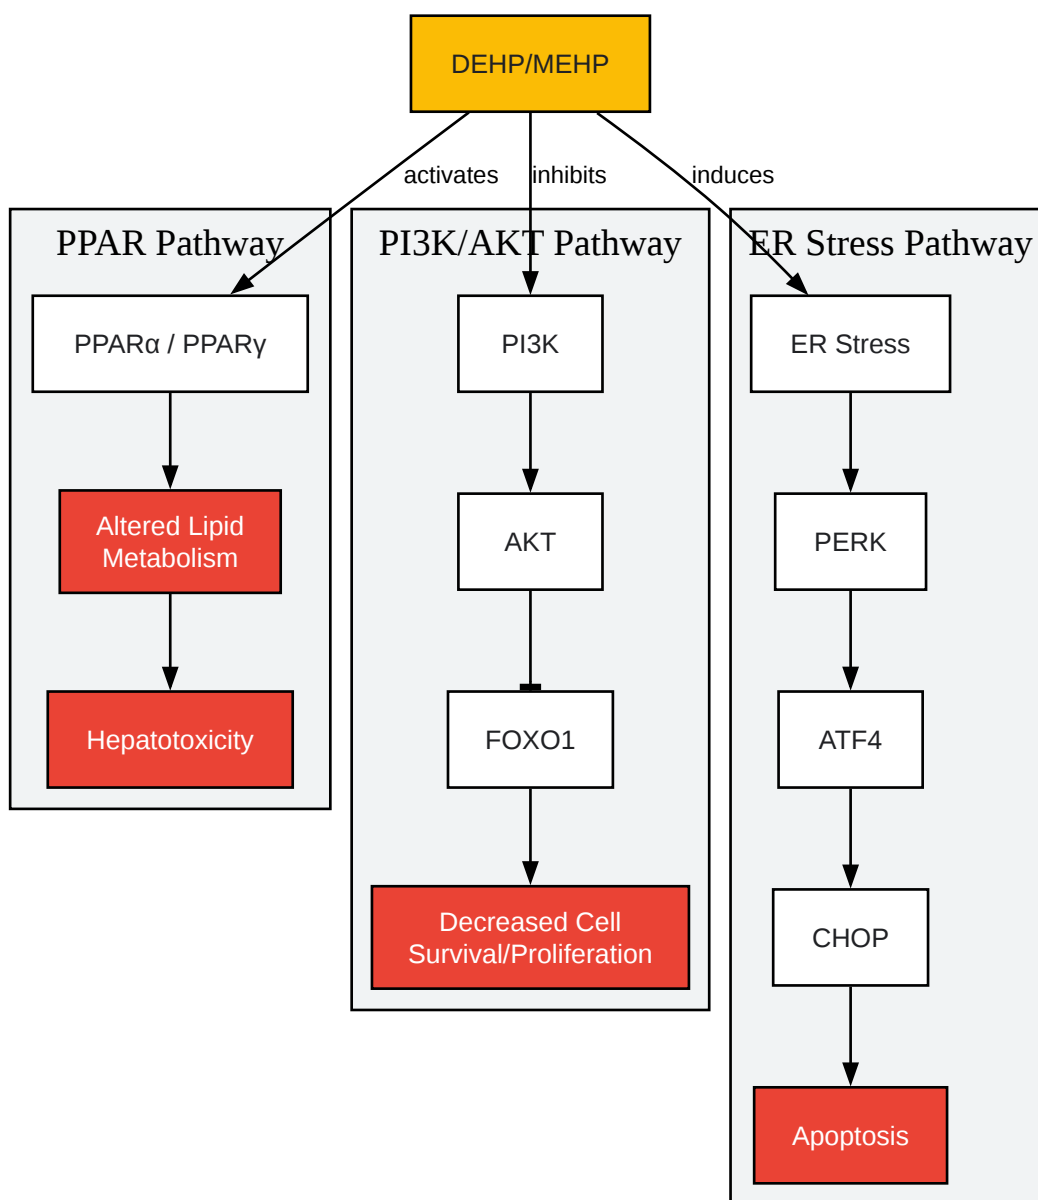 DEHP/MEHP
activates
inhibits
induces
PPAR Pathway
PPARα / PPARγ
Altered Lipid
Metabolism
Hepatotoxicity
PI3K/AKT Pathway
PI3K
AKT
FOXO1
Decreased Cell
Survival/Proliferation
ER Stress Pathway
ER Stress
PERK
ATF4
CHOP
Apoptosis